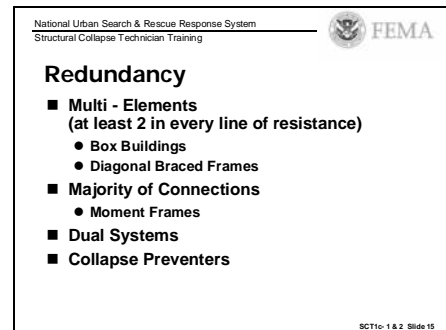 National Urban Search & Rescue Response System
Structural Collapse Technician Training
FEMA
Redundancy
■ Multi - Elements
(at least 2 in every line of resistance)
● Box Buildings
● Diagonal Braced Frames
■ Majority of Connections
● Moment Frames
■ Dual Systems
■ Collapse Preventers
SCT1c- 1 & 2 Slide 15